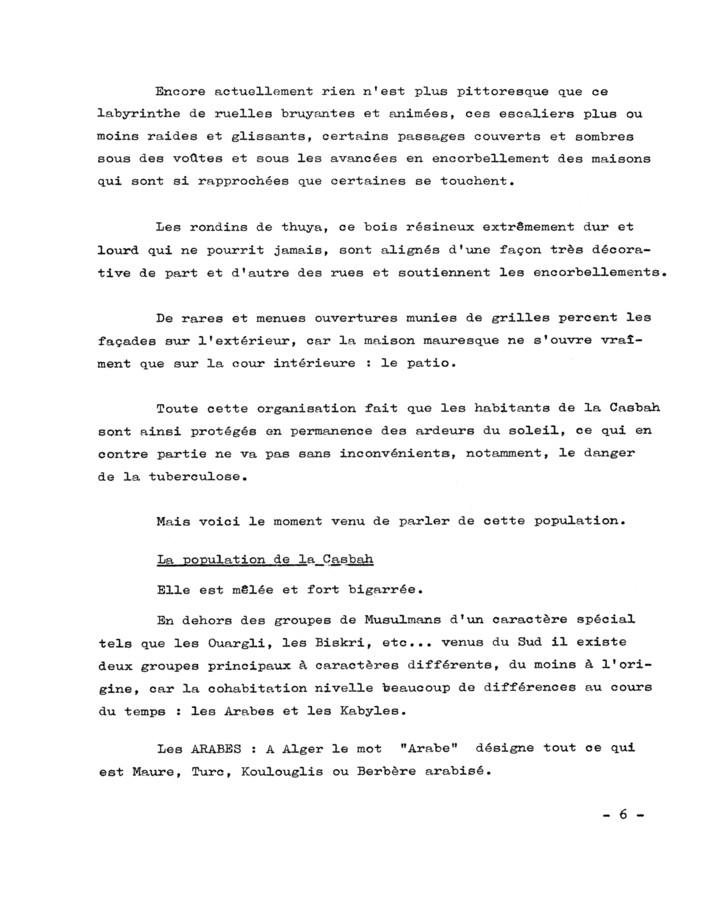 Encore actuellement rien n'est plus pittoresque que ce
labyrinthe de ruelles bruyantes et animées, ces escaliers plus ou
moins raides et glissants, certains passages couverts et sombres
sous des voûtes et sous les avancées en encorbellement des maisons
qui sont si rapprochées que certaines se touchent.
Les rondins de thuya, ce bois résineux extrêmement dur et
lourd qui ne pourrit jamais, sont alignés d'une façon très décora-
tive de part et d'autre des rues et soutiennent les encorbellements.
De rares et menues ouvertures munies de grilles percent les
façades sur l'extérieur, car la maison mauresque ne s'ouvre vraî-
ment que sur la cour intérieure : le patio.
Toute cette organisation fait que les habitants de la Casbah
sont ainsi protégés en permanence des ardeurs du soleil, ce qui en
contre partie ne va pas sans inconvénients, notamment, le danger
de la tuberculose.
Mais voici le moment venu de parler de cette population.
La population de la Casbah
Elle est mêlée et fort bigarrée.
En dehors des groupes de Musulmans d'un caractère spécial
tels que les Ouargli, les Biskri, etc... venus du Sud il existe
deux groupes principaux à caractères différents, du moins à l'ori-
gine, car la cohabitation nivelle beaucoup de différences au cours
du temps : les Arabes et les Kabyles.
Les ARABES : A Alger le mot "Arabe" désigne tout ce qui
est Maure, Turc, Koulouglis ou Berbère arabisé.
- 6 -